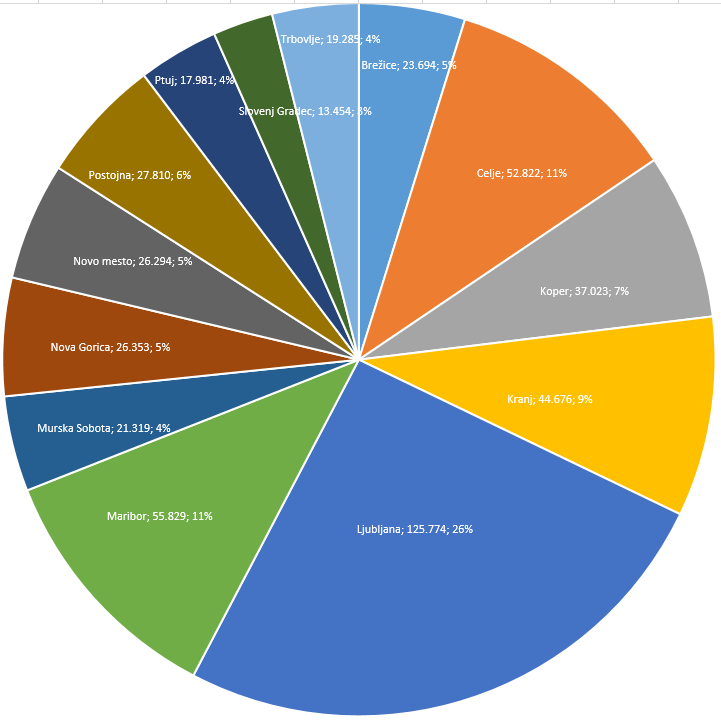 Trbovlje; 19.285; 4%
Brežice; 23.694; 5%
Ptuj; 17.981; 4%
Slovenj Gradec; 13.454; 3%
Celje; 52.822; 11%
Postojna; 27.810; 6%
Novo mesto; 26.294; 5%
Koper; 37.023; 7%
Nova Gorica; 26.353; 5%
Kranj; 44.676; 9%
Murska Sobota; 21.319; 4%
Maribor; 55.829; 11%
Ljubljana; 125.774; 26%